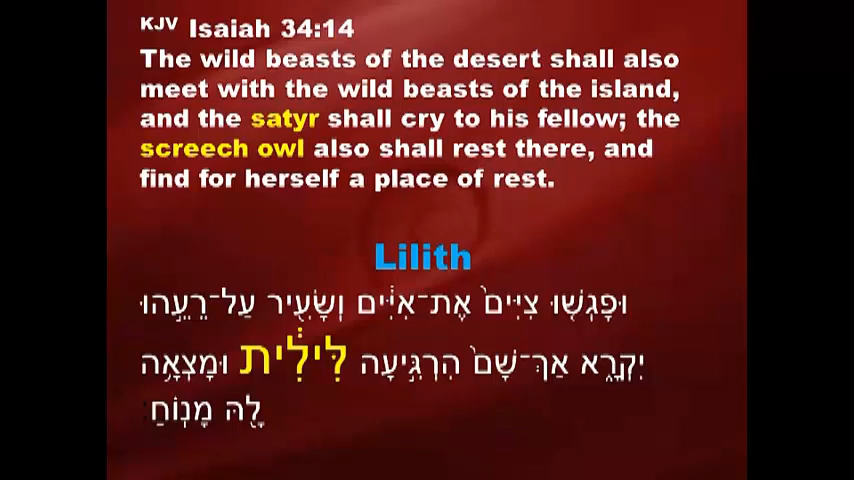 KJV Isaiah 34:14
The wild beasts of the desert shall also
meet with the wild beasts of the island,
and the satyr shall cry to his fellow; the
screech owl also shall rest there, and
find for herself a place of rest.
Lilith
וּפָגְשׁ֤וּ צִיִּים֙ אֶת־אִיִּ֔ים וְשָׂעִ֖יר עַל־רֵעֵ֣הוּ
יִקְרָ֑א אַךְ־שָׁם֙ הִרְגִּ֣יעָה לִּילִ֔ית וּמָצְאָ֥ה
לָ֖הּ מָנֽוֹחַ׃